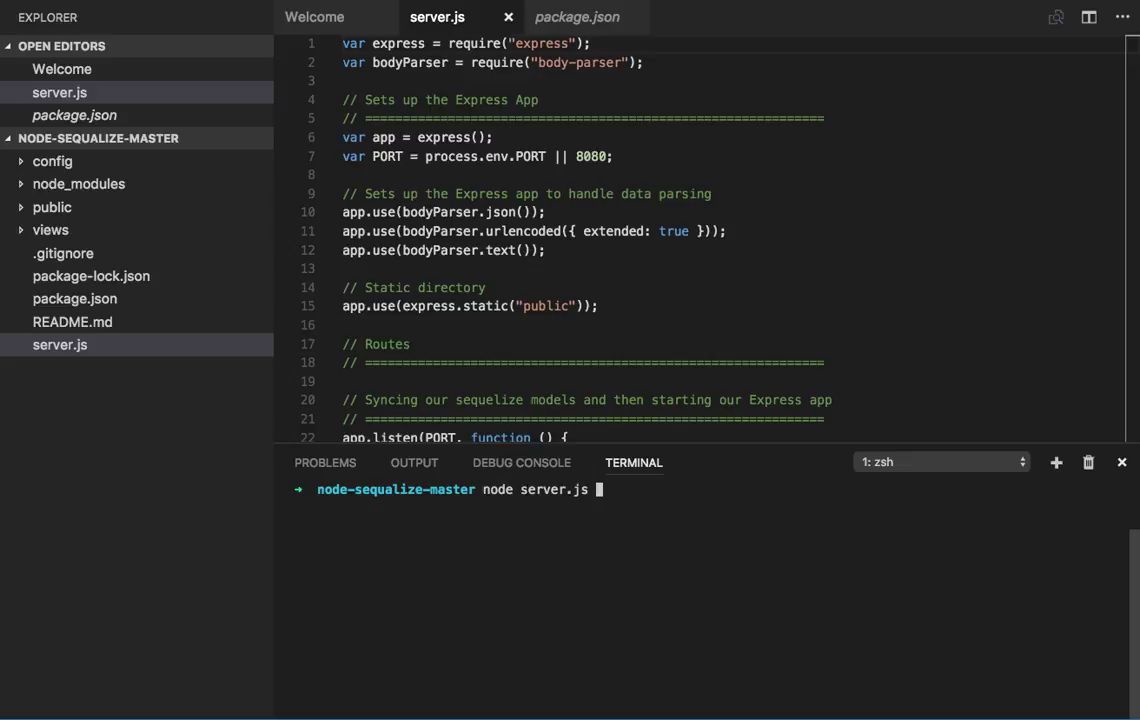 EXPLORER
Welcome
server.js
package.json
OPEN EDITORS
Welcome
server.js
package.json
NODE-SEQUALIZE-MASTER
config
node_modules
public
views
.gitignore
package-lock.json
package.json
README.md
server.js
1 var express = require("express");
2 var bodyParser = require("body-parser");
3
4 // Sets up the Express App
5 // =============================================================
6 var app = express();
7 var PORT = process.env.PORT || 8080;
8
9 // Sets up the Express app to handle data parsing
10 app.use(bodyParser.json());
11 app.use(bodyParser.urlencoded({ extended: true }));
12 app.use(bodyParser.text());
13
14 // Static directory
15 app.use(express.static("public"));
16
17 // Routes
18 // =============================================================
19
20 // Syncing our sequelize models and then starting our Express app
21 // =============================================================
22 app.listen(PORT, function () {
PROBLEMS OUTPUT DEBUG CONSOLE TERMINAL 1: zsh
→ node-sequalize-master node server.js